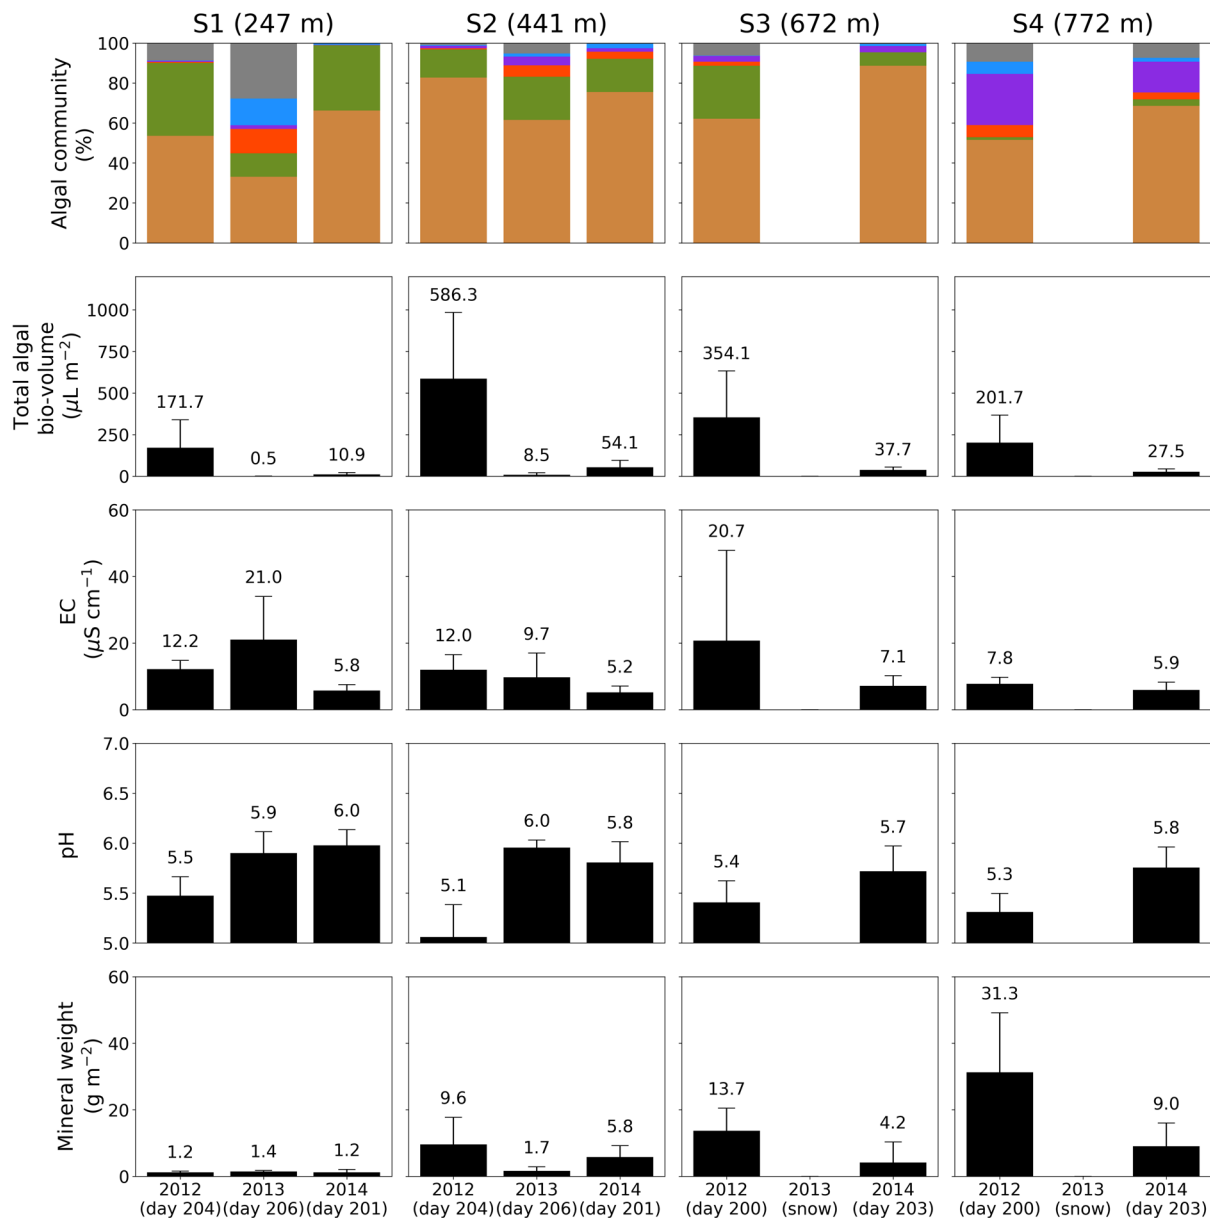 S1 (247 m) S2 (441 m) S3 (672 m) S4 (772 m)
Algal community
(%)
100
80
60
40
20
0
Total algal
bio-volume
(μL m⁻²)
1000
750
500
250
0
171.7 0.5 10.9
586.3 8.5 54.1
354.1 37.7
201.7 27.5
EC
(μS cm⁻¹)
60
40
20
0
12.2 21.0 5.8
12.0 9.7 5.2
20.7 7.1
7.8 5.9
pH
7.0
6.5
6.0
5.5
5.0
5.5 5.9 6.0
5.1 6.0 5.8
5.4 5.7
5.3 5.8
Mineral weight
(g m⁻²)
60
40
20
0
1.2 1.4 1.2
9.6 1.7 5.8
13.7 4.2
31.3 9.0
2012 2013 2014 2012 2013 2014 2012 2013 2014 2012 2013 2014
(day 204) (day 206) (day 201) (day 204) (day 206) (day 201) (day 200) (snow) (day 203) (day 200) (snow) (day 203)